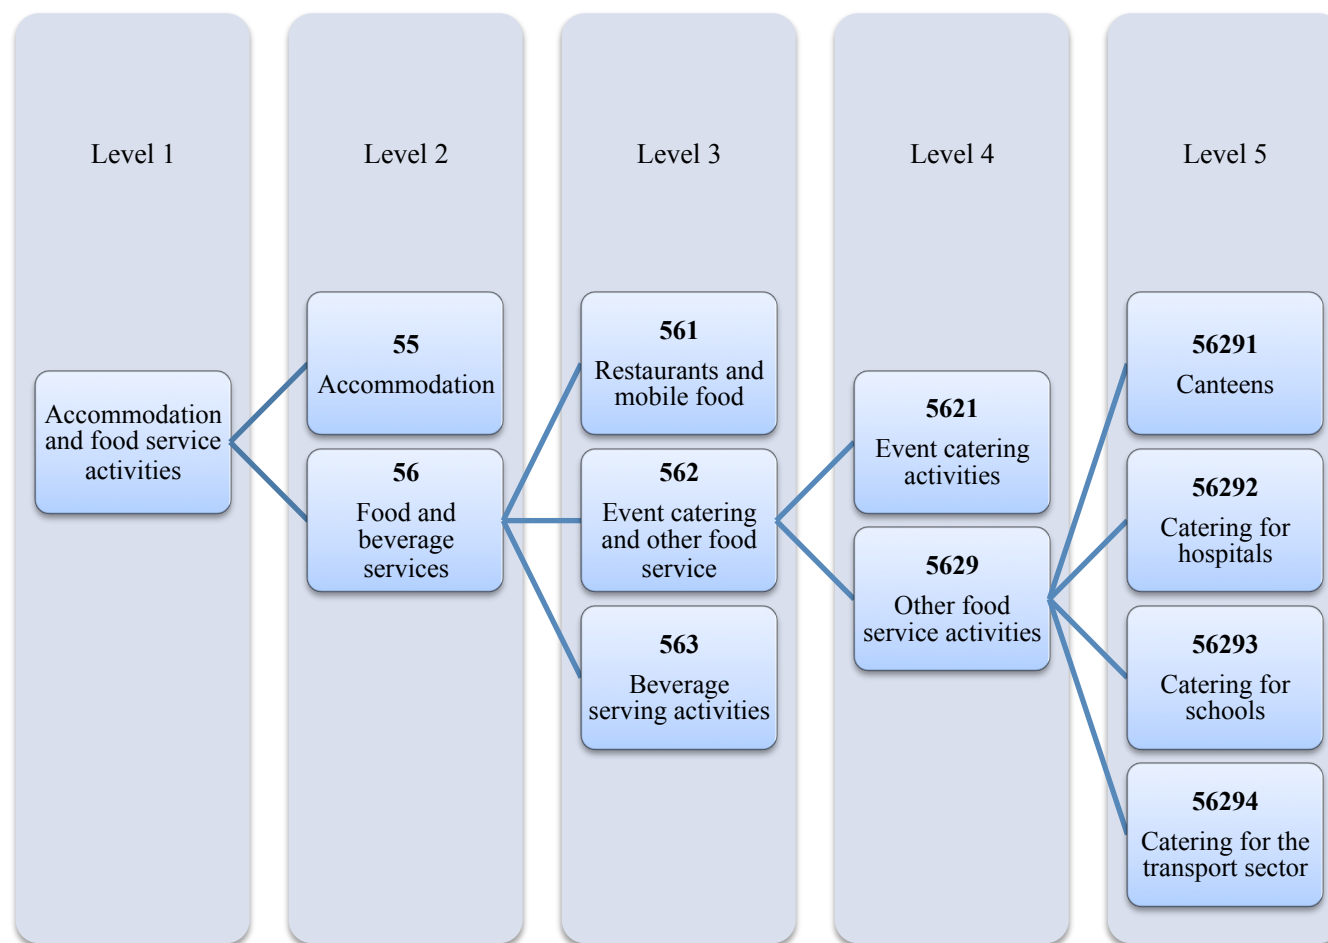 Level 1
Level 2
Level 3
Level 4
Level 5
Accommodation
and food service
activities
55
Accommodation
56
Food and
beverage
services
561
Restaurants and
mobile food
562
Event catering
and other food
service
563
Beverage
serving activities
5621
Event catering
activities
5629
Other food
service activities
56291
Canteens
56292
Catering for
hospitals
56293
Catering for
schools
56294
Catering for the
transport sector